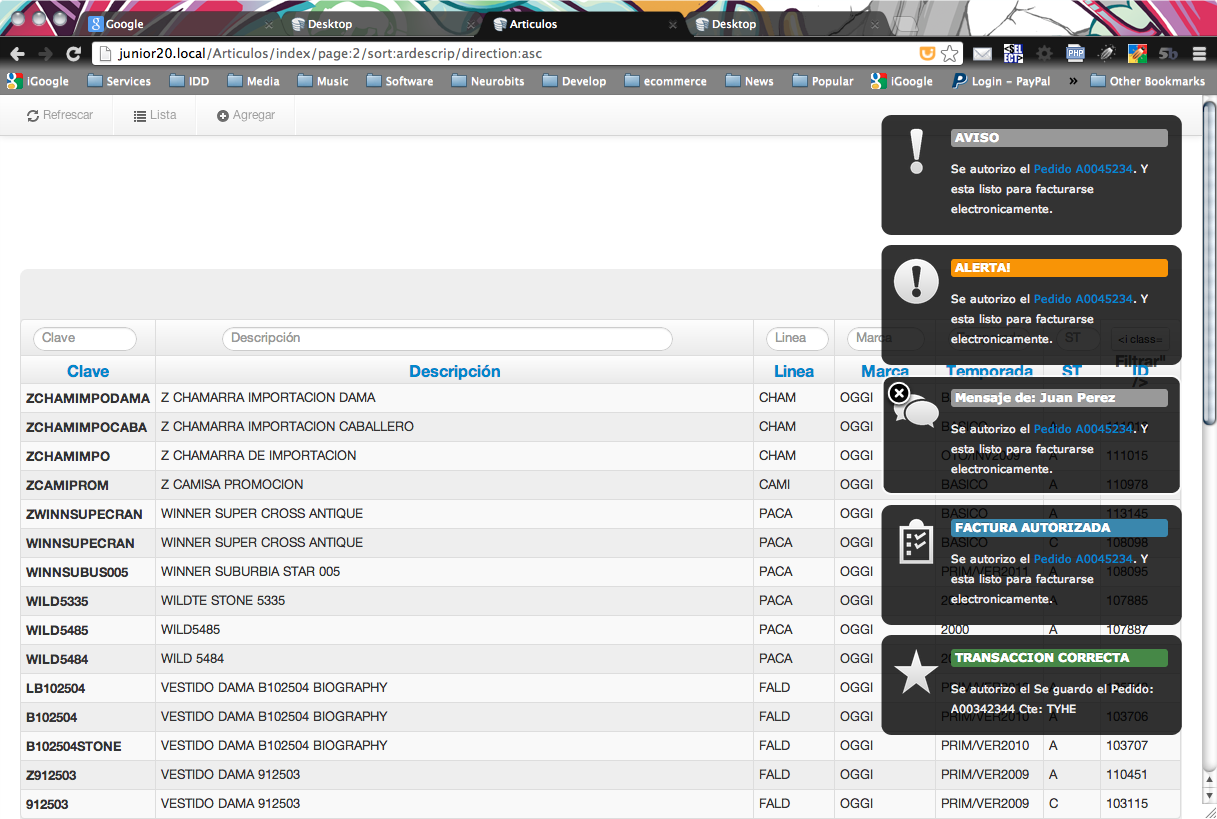 Google
Desktop
Articulos
Desktop
junior20.local/Articulos/index/page:2/sort:ardescrip/direction:asc
iGoogle Services IDD Media Music Software Neurobits Develop ecommerce News Popular iGoogle Login – PayPal » Other Bookmarks
Refrescar Lista Agregar
AVISO
Se autorizo el Pedido A0045234. Y
esta listo para facturarse
electronicamente.
ALERTA!
Se autorizo el Pedido A0045234. Y
esta listo para facturarse
electronicamente.
Mensaje de: Juan Perez
Se autorizo el Pedido A0045234. Y
esta listo para facturarse
electronicamente.
FACTURA AUTORIZADA
Se autorizo el Pedido A0045234. Y
esta listo para facturarse
electronicamente.
TRANSACCION CORRECTA
Se autorizo el Se guardo el Pedido:
A00342344 Cte: TYHE
Clave Descripción Linea Marca ST <i class=
Filtrar"
/>
Clave Descripción Linea Marca Temporada ST ID
ZCHAMIMPODAMA Z CHAMARRA IMPORTACION DAMA CHAM OGGI
ZCHAMIMPOCABA Z CHAMARRA IMPORTACION CABALLERO CHAM OGGI
ZCHAMIMPO Z CHAMARRA DE IMPORTACION CHAM OGGI OTO/INV2009 A 111015
ZCAMIPROM Z CAMISA PROMOCION CAMI OGGI BASICO A 110978
ZWINNSUPECRAN WINNER SUPER CROSS ANTIQUE PACA OGGI BASICO A 113145
WINNSUPECRAN WINNER SUPER CROSS ANTIQUE PACA OGGI BASICO C 108098
WINNSUBUS005 WINNER SUBURBIA STAR 005 PACA OGGI PRIM/VER2011 A 108095
WILD5335 WILDTE STONE 5335 PACA OGGI A 107885
WILD5485 WILD5485 PACA OGGI 2000 A 107887
WILD5484 WILD 5484 PACA OGGI
LB102504 VESTIDO DAMA B102504 BIOGRAPHY FALD OGGI
B102504 VESTIDO DAMA B102504 BIOGRAPHY FALD OGGI PRIM/VER2010 A 103706
B102504STONE VESTIDO DAMA B102504 BIOGRAPHY FALD OGGI PRIM/VER2010 A 103707
Z912503 VESTIDO DAMA 912503 FALD OGGI PRIM/VER2009 A 110451
912503 VESTIDO DAMA 912503 FALD OGGI PRIM/VER2009 C 103115